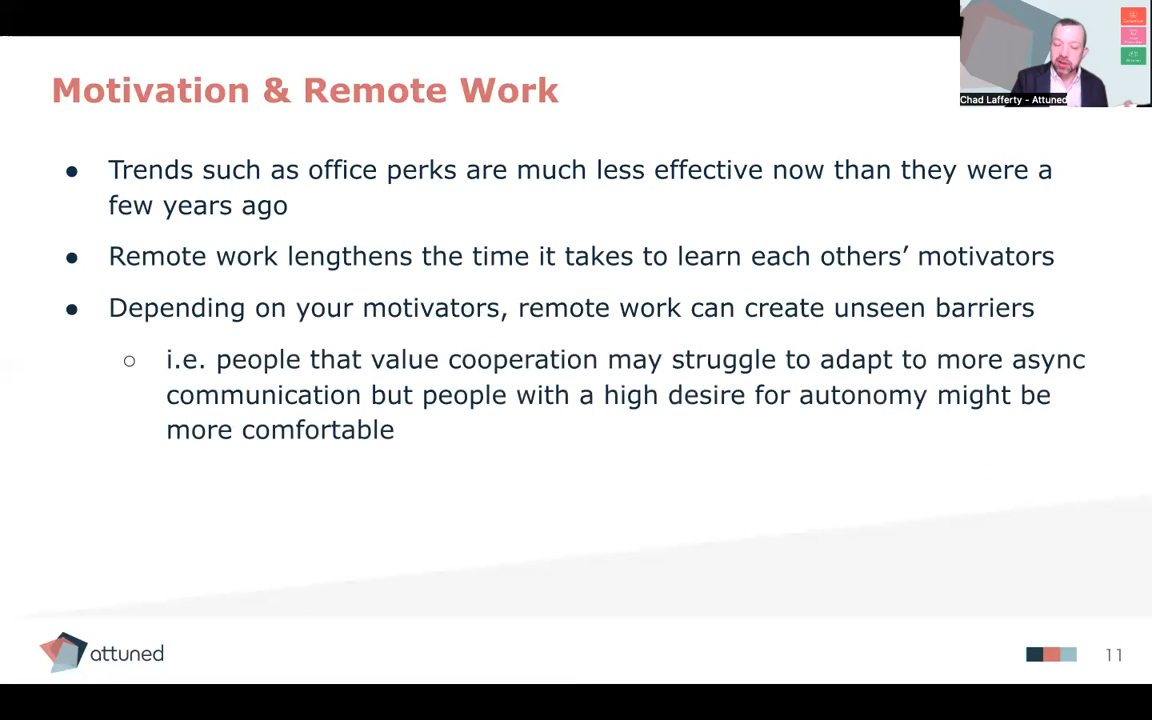 Motivation & Remote Work
Chad Lafferty - Attuned
● Trends such as office perks are much less effective now than they were a
few years ago
● Remote work lengthens the time it takes to learn each others’ motivators
● Depending on your motivators, remote work can create unseen barriers
○ i.e. people that value cooperation may struggle to adapt to more async
communication but people with a high desire for autonomy might be
more comfortable
attuned
11